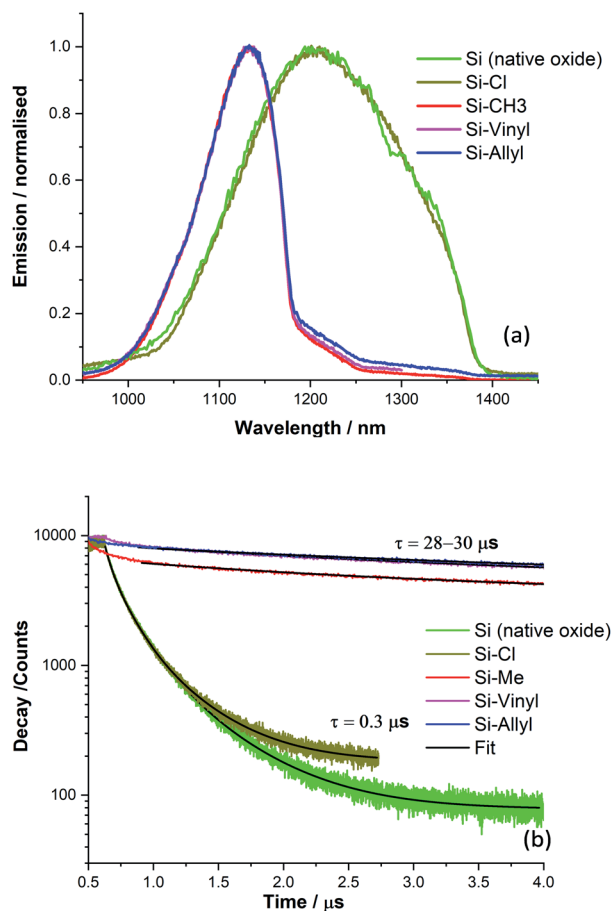 1.0
0.8
0.6
0.4
0.2
0.0
Emission / normalised
Si (native oxide)
Si-Cl
Si-CH3
Si-Vinyl
Si-Allyl
(a)
1000 1100 1200 1300 1400
Wavelength / nm
10000
1000
100
Decay /Counts
τ = 28–30 μs
Si (native oxide)
Si-Cl
Si-Me
Si-Vinyl
Si-Allyl
Fit
τ = 0.3 μs
(b)
0.5 1.0 1.5 2.0 2.5 3.0 3.5 4.0
Time / μs